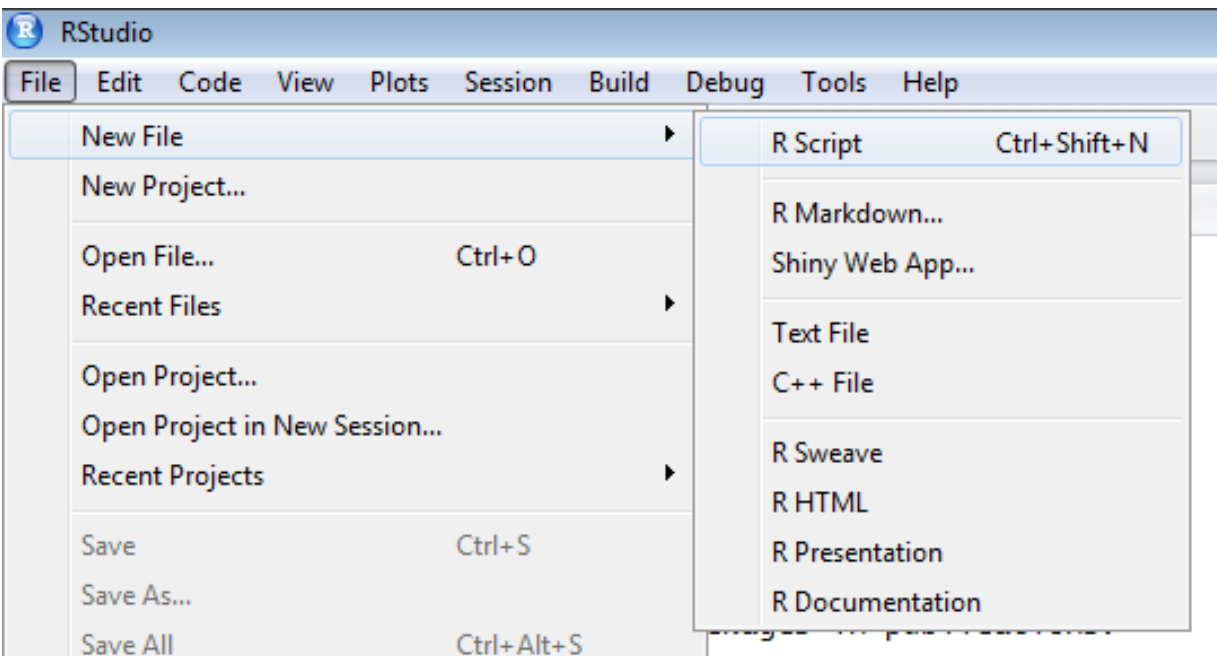 RStudio
File Edit Code View Plots Session Build Debug Tools Help
New File
New Project...
Open File... Ctrl+O
Recent Files
Open Project...
Open Project in New Session...
Recent Projects
Save Ctrl+S
Save As...
Save All Ctrl+Alt+S
R Script Ctrl+Shift+N
R Markdown...
Shiny Web App...
Text File
C++ File
R Sweave
R HTML
R Presentation
R Documentation